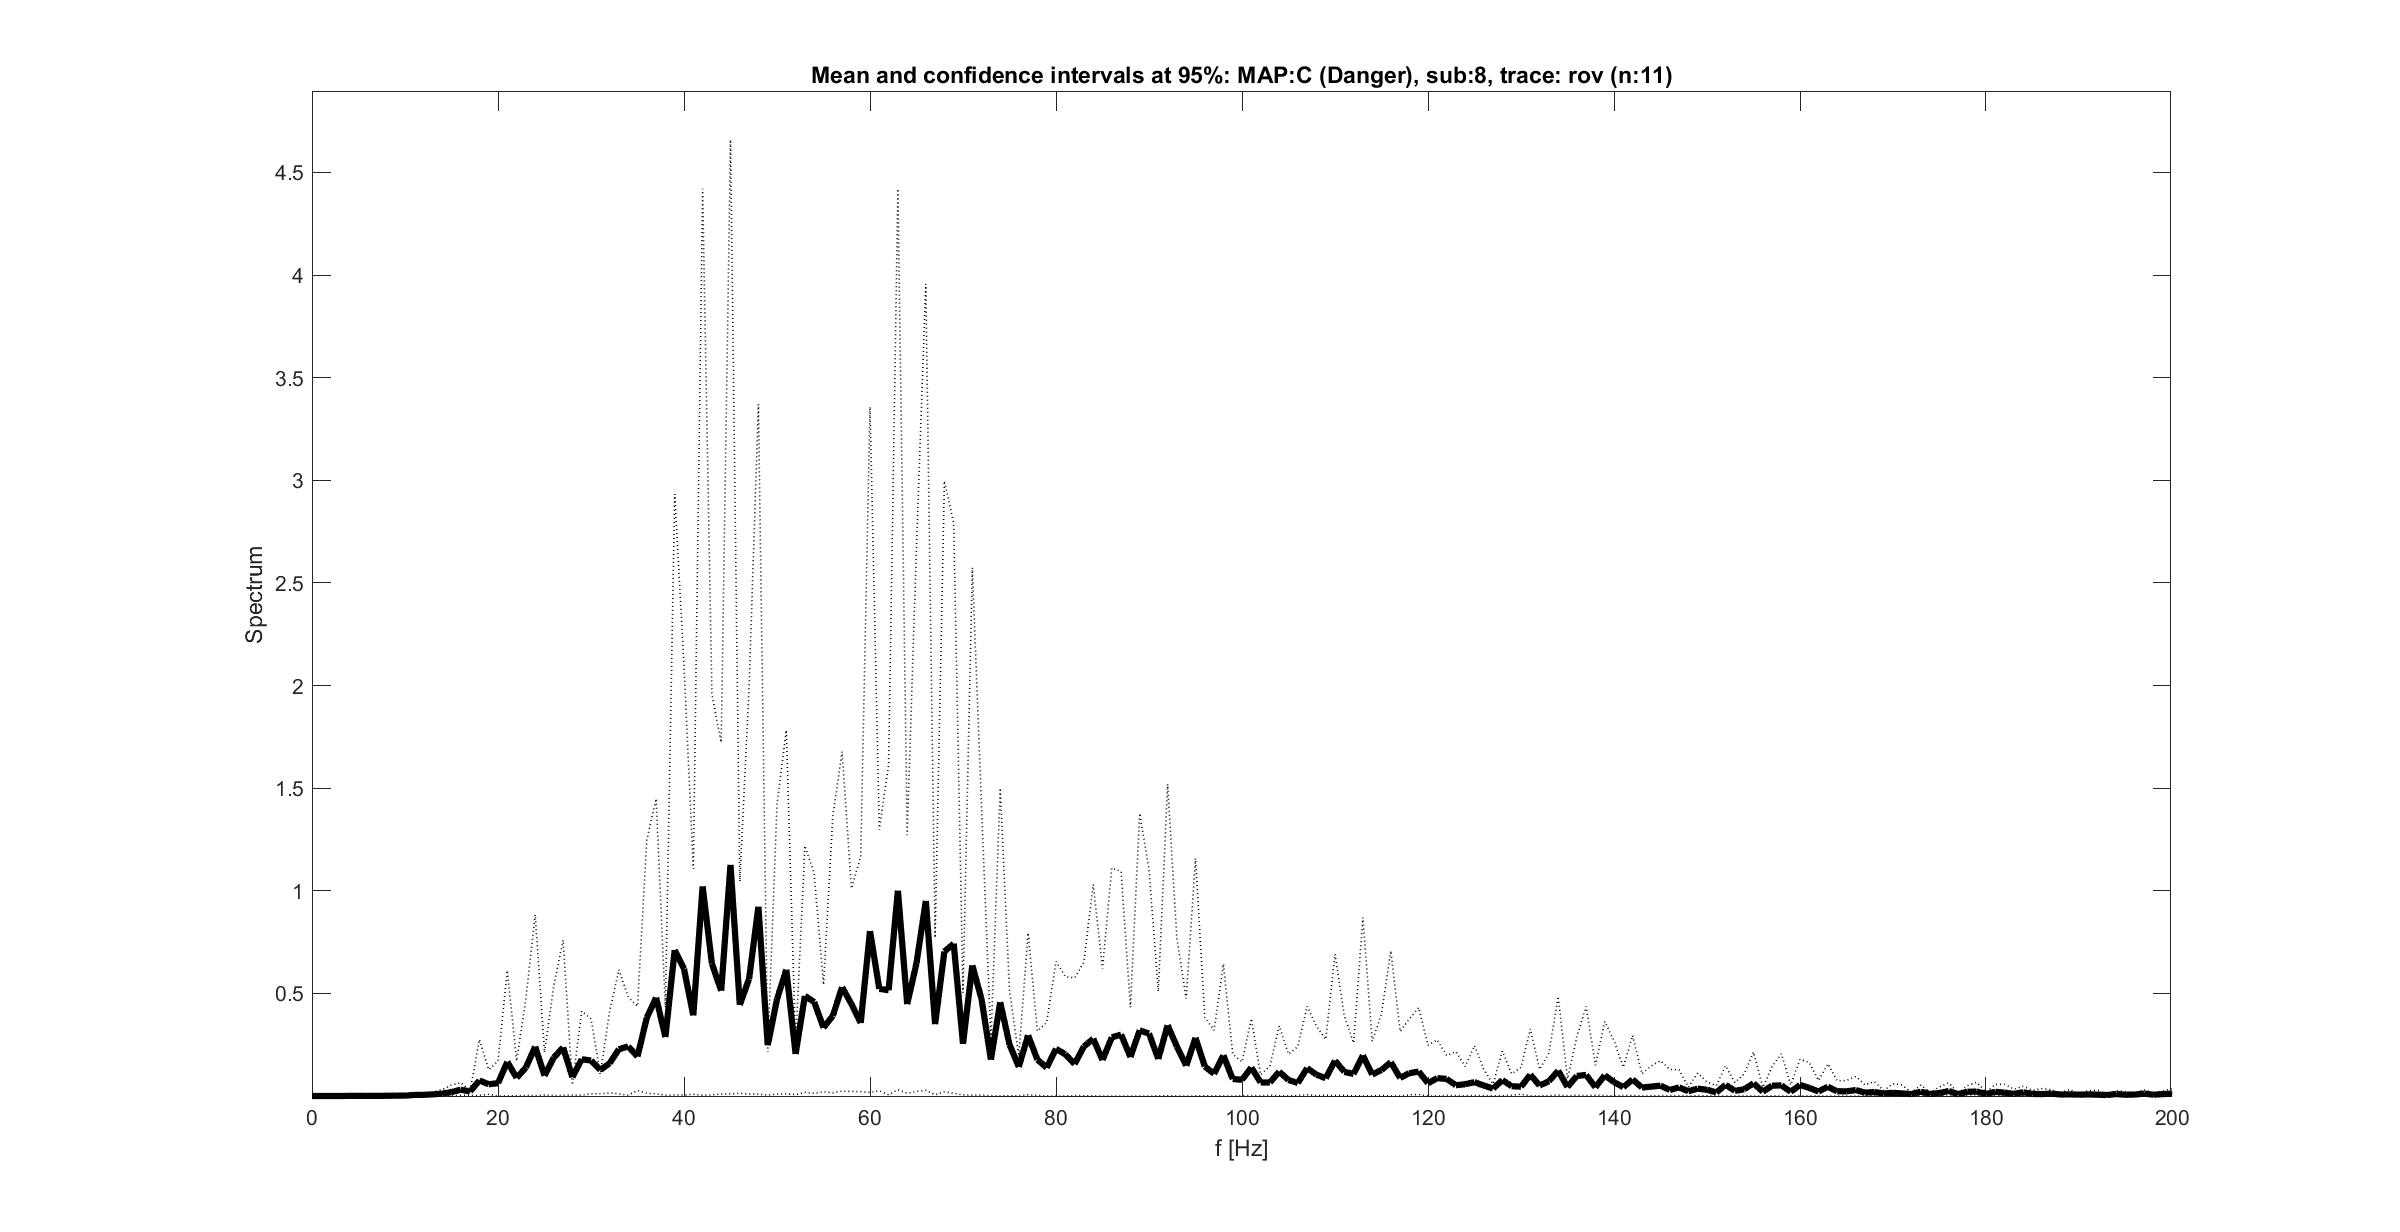 Mean and confidence intervals at 95%: MAP:C (Danger), sub:8, trace: rov (n:11)
4.5
4
3.5
3
2.5
2
1.5
1
0.5
Spectrum
0 20 40 60 80 100 120 140 160 180 200
f [Hz]